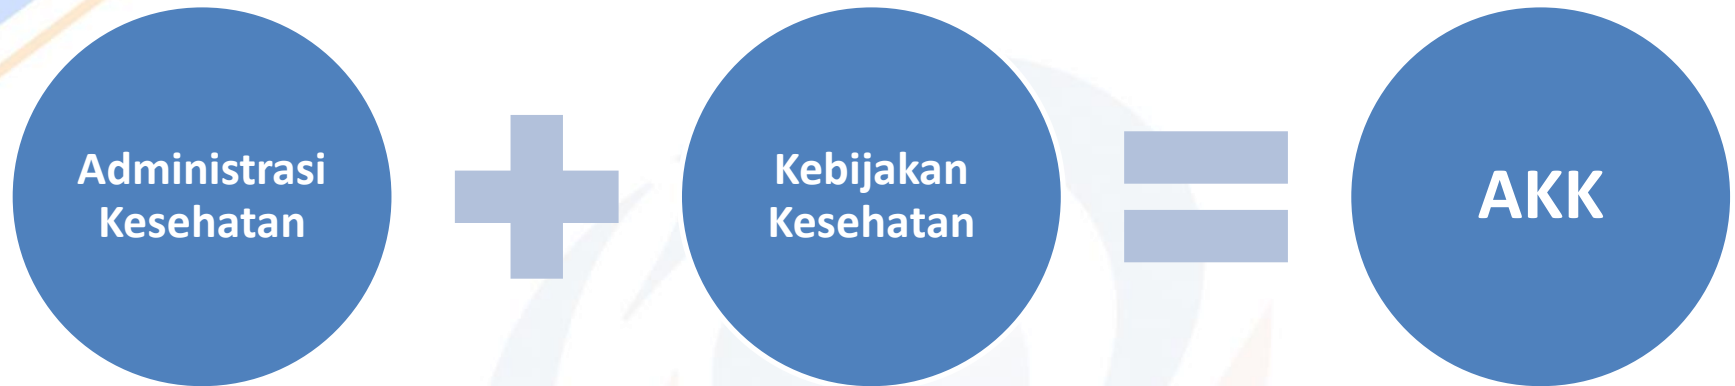 Administrasi
Kesehatan
Kebijakan
Kesehatan
AKK